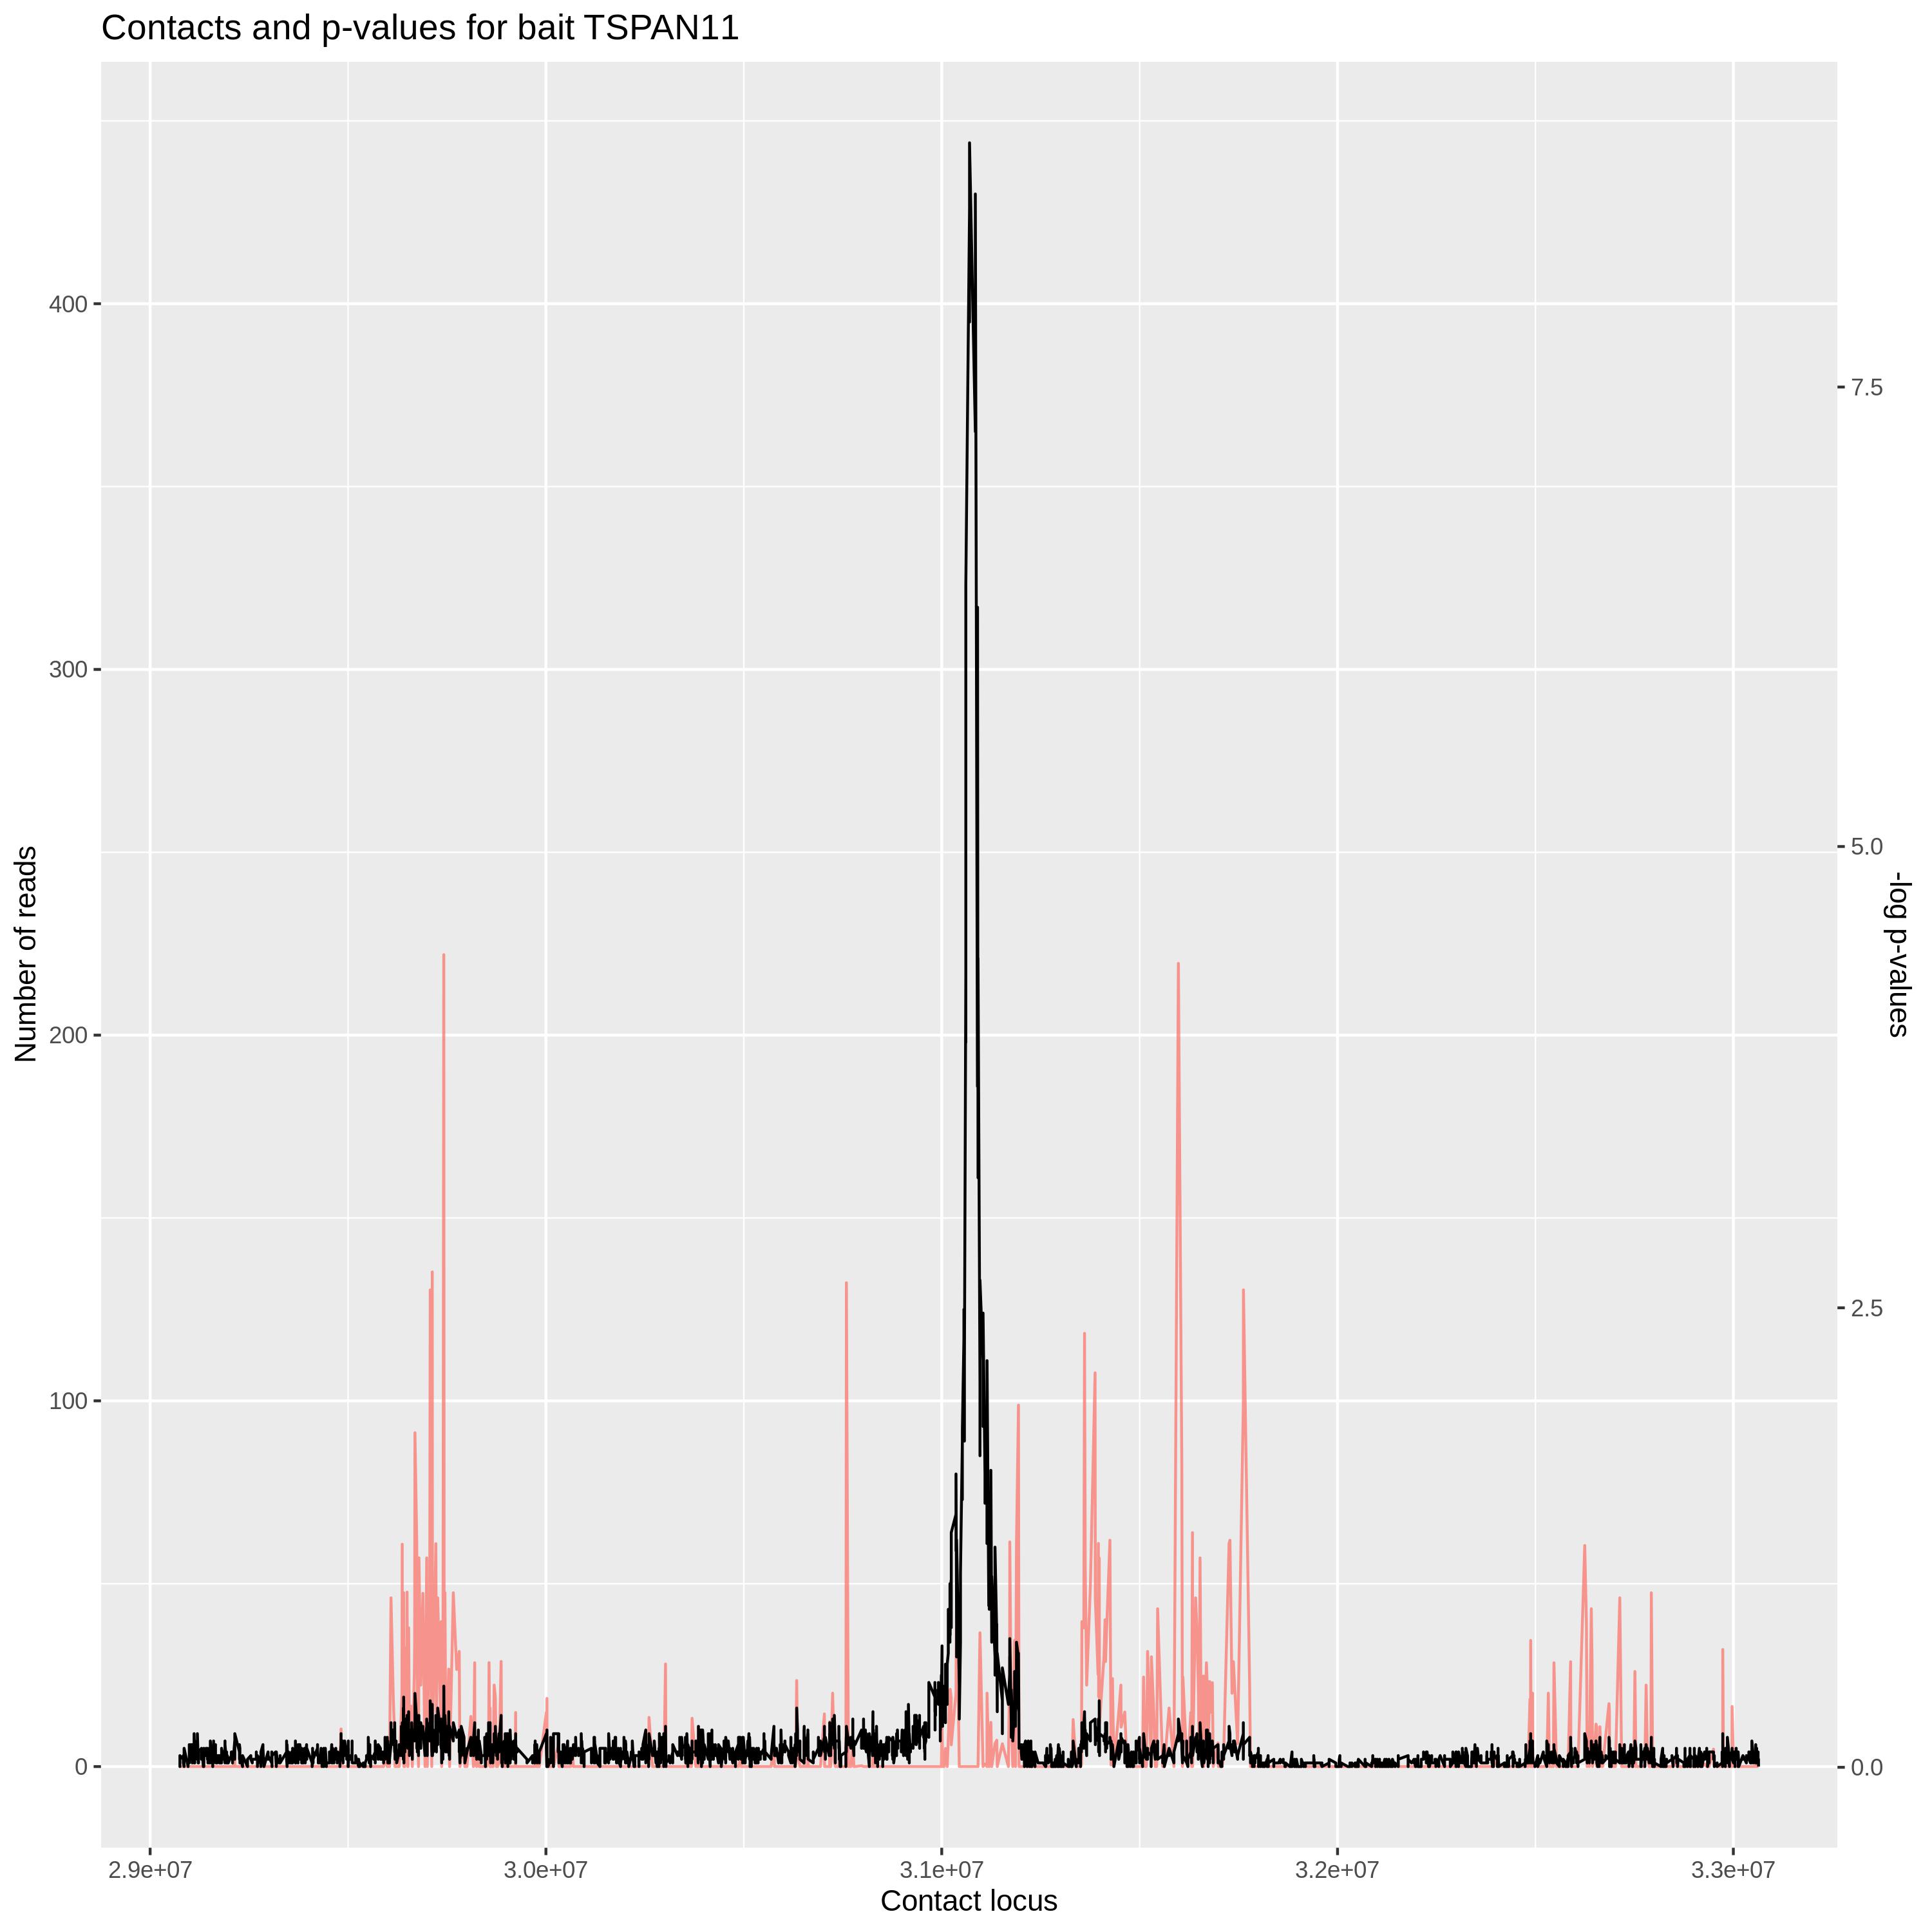 Contacts and p-values for bait TSPAN11
Number of reads
400
300
200
100
0
7.5
5.0
2.5
0.0
-log p-values
2.9e+07 3.0e+07 3.1e+07 3.2e+07 3.3e+07
Contact locus